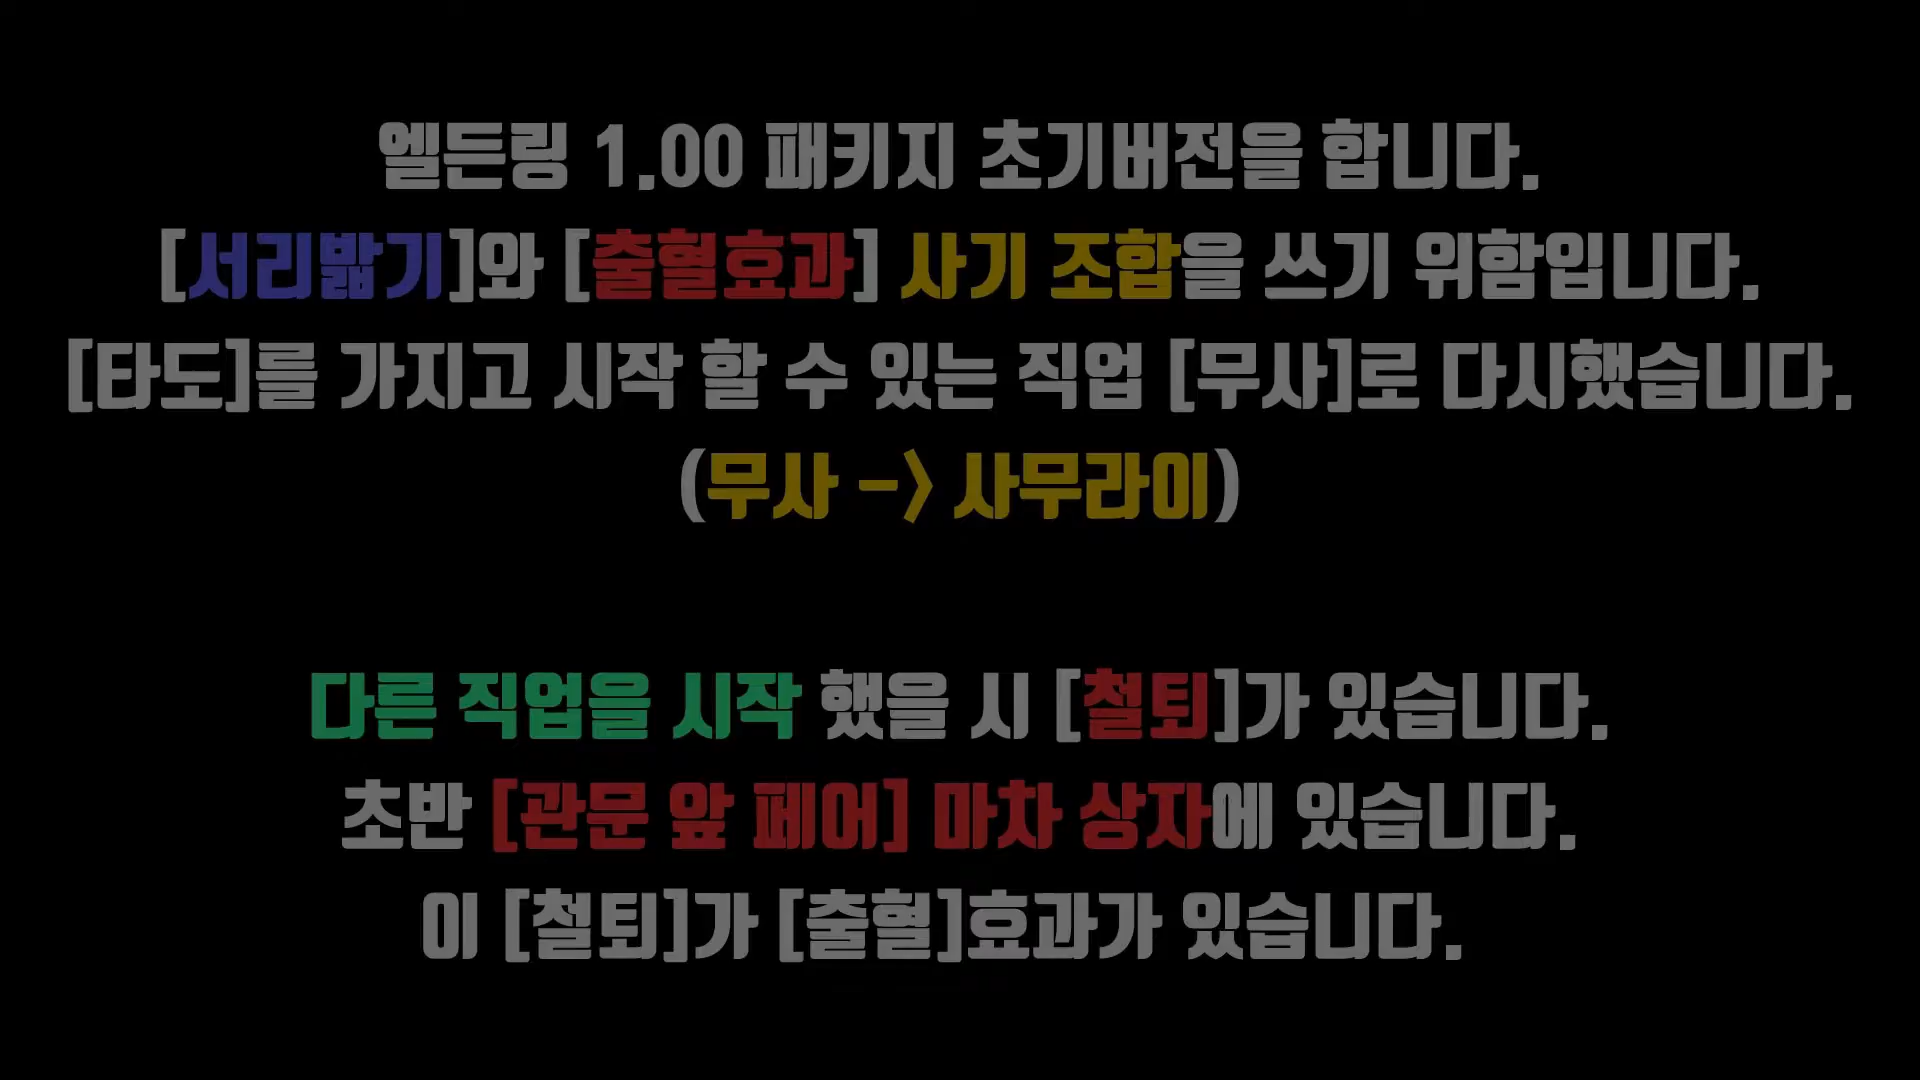 엘든링 1.00 패키지 초기버전을 합니다.
[서리밟기]와 [출혈효과] 사기 조합을 쓰기 위함입니다.
[타도]를 가지고 시작 할 수 있는 직업 [무사]로 다시했습니다.
(무사 -> 사무라이)
다른 직업을 시작 했을 시 [철퇴]가 있습니다.
초반 [관문 앞 페어] 마차 상자에 있습니다.
이 [철퇴]가 [출혈]효과가 있습니다.